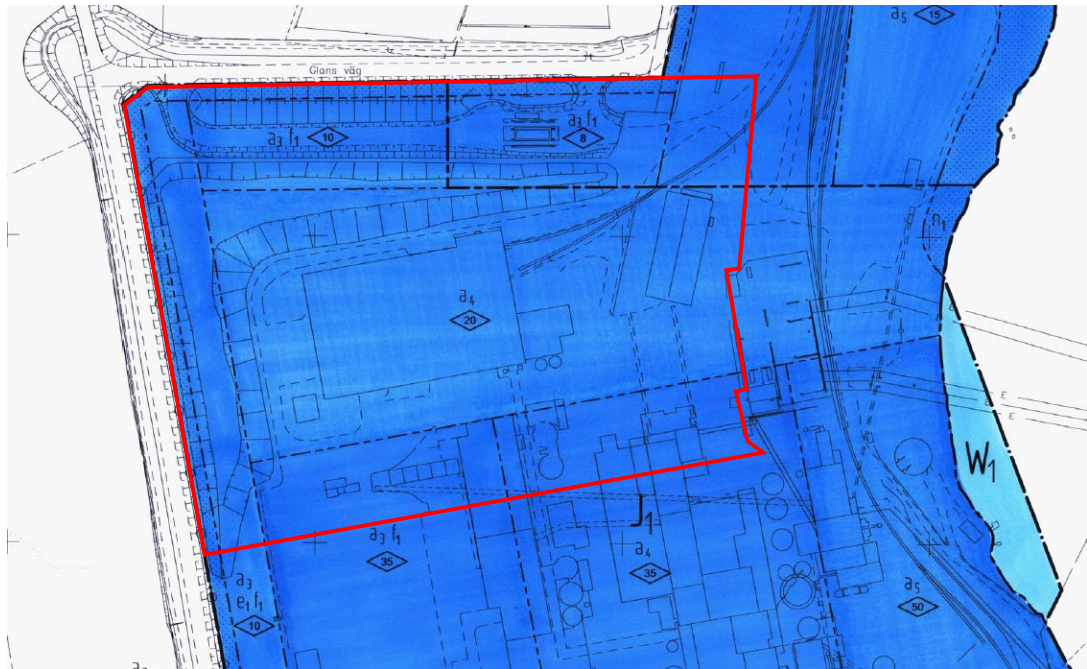 a₅
15
Glans väg
a₃ f₁
10
a₃ f₁
8
n₁
a₄
20
E
E
W₁
J₁
a₃ f₁
35
a₄
35
a₃
e₁ f₁
10
a₅
50